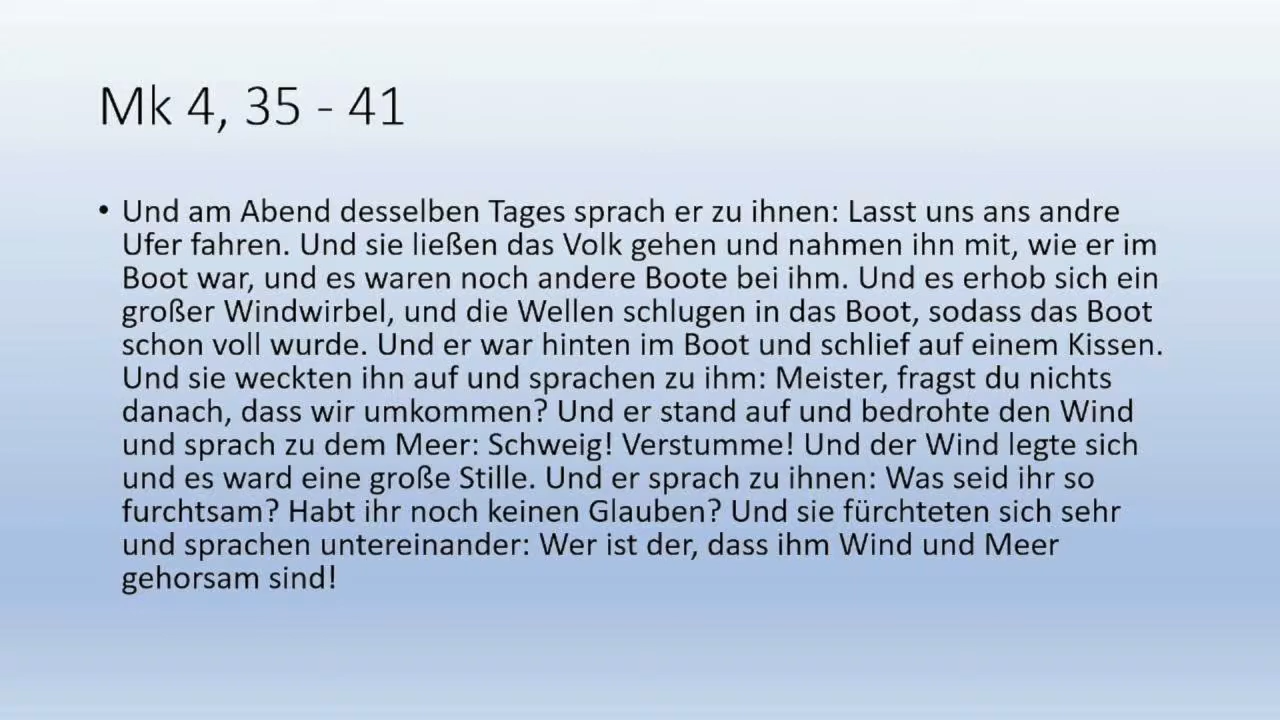 Mk 4, 35 - 41
• Und am Abend desselben Tages sprach er zu ihnen: Lasst uns ans andre
Ufer fahren. Und sie ließen das Volk gehen und nahmen ihn mit, wie er im
Boot war, und es waren noch andere Boote bei ihm. Und es erhob sich ein
großer Windwirbel, und die Wellen schlugen in das Boot, sodass das Boot
schon voll wurde. Und er war hinten im Boot und schlief auf einem Kissen.
Und sie weckten ihn auf und sprachen zu ihm: Meister, fragst du nichts
danach, dass wir umkommen? Und er stand auf und bedrohte den Wind
und sprach zu dem Meer: Schweig! Verstumme! Und der Wind legte sich
und es ward eine große Stille. Und er sprach zu ihnen: Was seid ihr so
furchtsam? Habt ihr noch keinen Glauben? Und sie fürchteten sich sehr
und sprachen untereinander: Wer ist der, dass ihm Wind und Meer
gehorsam sind!